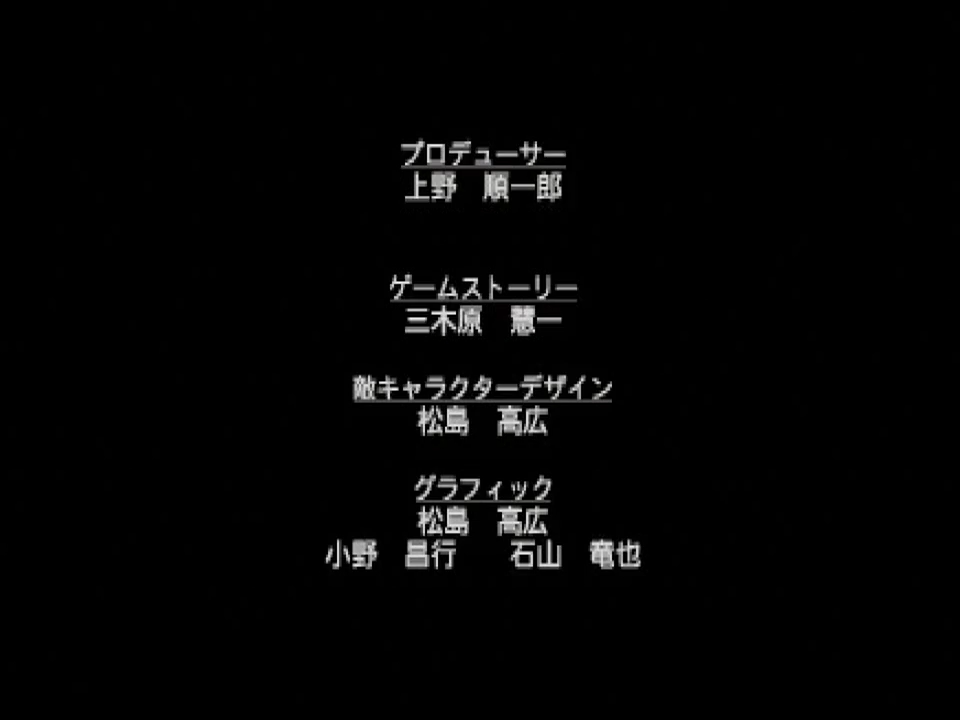 プロデューサー
上野　順一郎
ゲームストーリー
三木原　慧一
敵キャラクターデザイン
松島　高広
グラフィック
松島　高広
小野　昌行　　石山　竜也